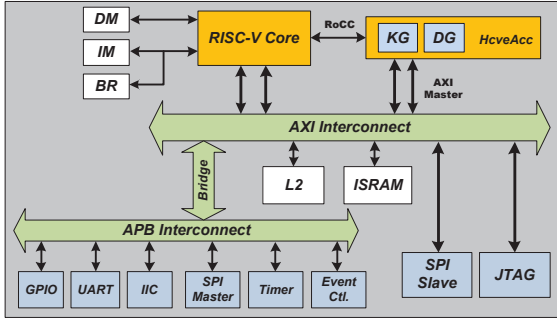 DM
IM
BR
RISC-V Core
RoCC
KG
DG
HcveAcc
AXI
Master
AXI Interconnect
Bridge
L2
ISRAM
APB Interconnect
GPIO
UART
IIC
SPI
Master
Timer
Event
Ctl.
SPI
Slave
JTAG